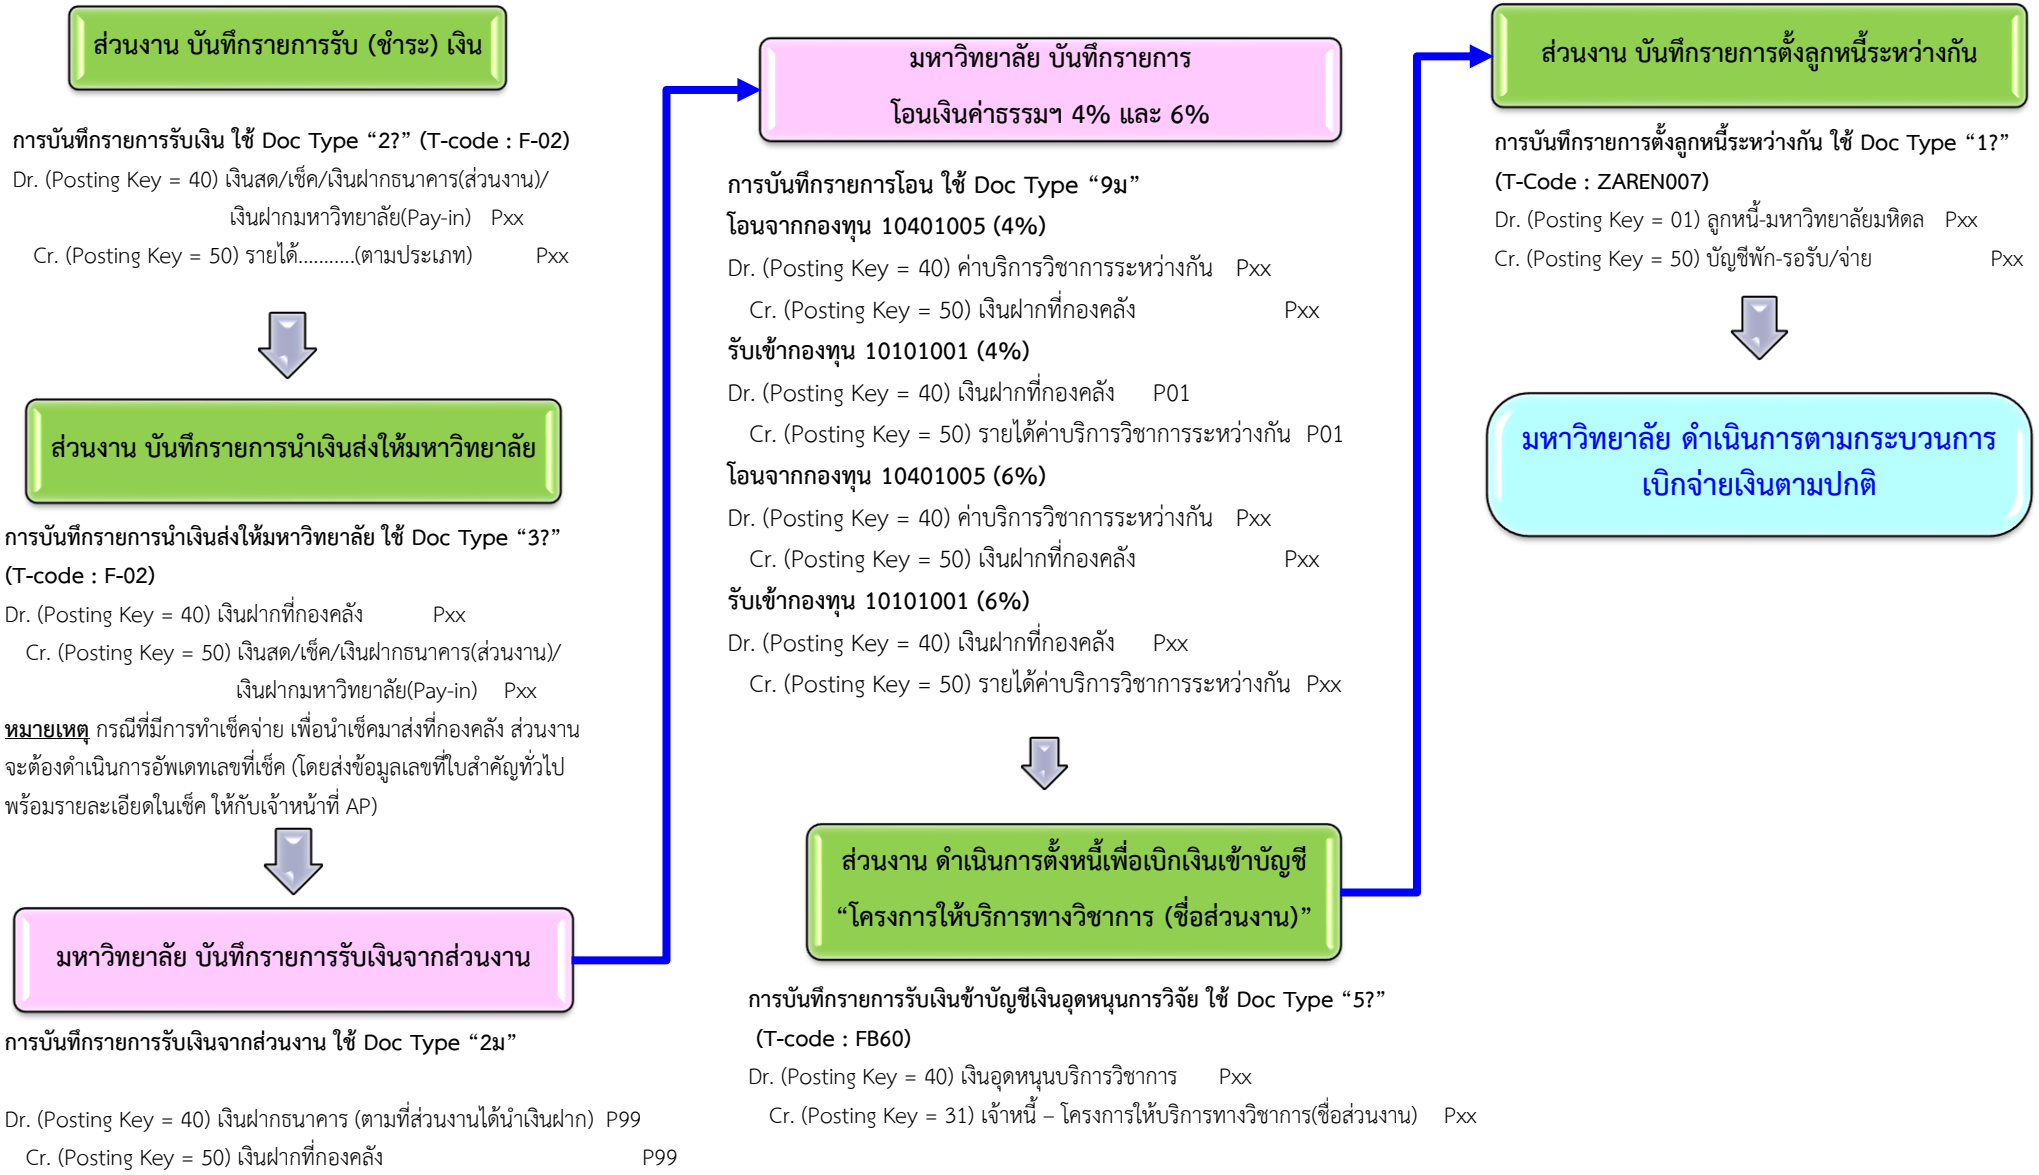 ส่วนงาน บันทึกรายการรับ (ชำระ) เงิน
การบันทึกรายการรับเงิน ใช้ Doc Type “2?” (T-code : F-02)
Dr. (Posting Key = 40) เงินสด/เช็ค/เงินฝากธนาคาร(ส่วนงาน)/
เงินฝากมหาวิทยาลัย(Pay-in) Pxx
Cr. (Posting Key = 50) รายได้...........(ตามประเภท) Pxx
ส่วนงาน บันทึกรายการนำเงินส่งให้มหาวิทยาลัย
การบันทึกรายการนำเงินส่งให้มหาวิทยาลัย ใช้ Doc Type “3?”
(T-code : F-02)
Dr. (Posting Key = 40) เงินฝากที่กองคลัง Pxx
Cr. (Posting Key = 50) เงินสด/เช็ค/เงินฝากธนาคาร(ส่วนงาน)/
เงินฝากมหาวิทยาลัย(Pay-in) Pxx
หมายเหตุ กรณีที่มีการทำเช็คจ่าย เพื่อนำเช็คมาส่งที่กองคลัง ส่วนงาน
จะต้องดำเนินการอัพเดทเลขที่เช็ค (โดยส่งข้อมูลเลขที่ใบสำคัญทั่วไป
พร้อมรายละเอียดในเช็ค ให้กับเจ้าหน้าที่ AP)
มหาวิทยาลัย บันทึกรายการรับเงินจากส่วนงาน
การบันทึกรายการรับเงินจากส่วนงาน ใช้ Doc Type “2ม”
Dr. (Posting Key = 40) เงินฝากธนาคาร (ตามที่ส่วนงานได้นำเงินฝาก) P99
Cr. (Posting Key = 50) เงินฝากที่กองคลัง P99
มหาวิทยาลัย บันทึกรายการ
โอนเงินค่าธรรมฯ 4% และ 6%
การบันทึกรายการโอน ใช้ Doc Type “9ม”
โอนจากกองทุน 10401005 (4%)
Dr. (Posting Key = 40) ค่าบริการวิชาการระหว่างกัน Pxx
Cr. (Posting Key = 50) เงินฝากที่กองคลัง Pxx
รับเข้ากองทุน 10101001 (4%)
Dr. (Posting Key = 40) เงินฝากที่กองคลัง P01
Cr. (Posting Key = 50) รายได้ค่าบริการวิชาการระหว่างกัน P01
โอนจากกองทุน 10401005 (6%)
Dr. (Posting Key = 40) ค่าบริการวิชาการระหว่างกัน Pxx
Cr. (Posting Key = 50) เงินฝากที่กองคลัง Pxx
รับเข้ากองทุน 10101001 (6%)
Dr. (Posting Key = 40) เงินฝากที่กองคลัง Pxx
Cr. (Posting Key = 50) รายได้ค่าบริการวิชาการระหว่างกัน Pxx
ส่วนงาน ดำเนินการตั้งหนี้เพื่อเบิกเงินเข้าบัญชี
“โครงการให้บริการทางวิชาการ (ชื่อส่วนงาน)”
การบันทึกรายการรับเงินข้าบัญชีเงินอุดหนุนการวิจัย ใช้ Doc Type “5?”
(T-code : FB60)
Dr. (Posting Key = 40) เงินอุดหนุนบริการวิชาการ Pxx
Cr. (Posting Key = 31) เจ้าหนี้ – โครงการให้บริการทางวิชาการ(ชื่อส่วนงาน) Pxx
ส่วนงาน บันทึกรายการตั้งลูกหนี้ระหว่างกัน
การบันทึกรายการตั้งลูกหนี้ระหว่างกัน ใช้ Doc Type “1?”
(T-Code : ZAREN007)
Dr. (Posting Key = 01) ลูกหนี้-มหาวิทยาลัยมหิดล Pxx
Cr. (Posting Key = 50) บัญชีพัก-รอรับ/จ่าย Pxx
มหาวิทยาลัย ดำเนินการตามกระบวนการ
เบิกจ่ายเงินตามปกติ